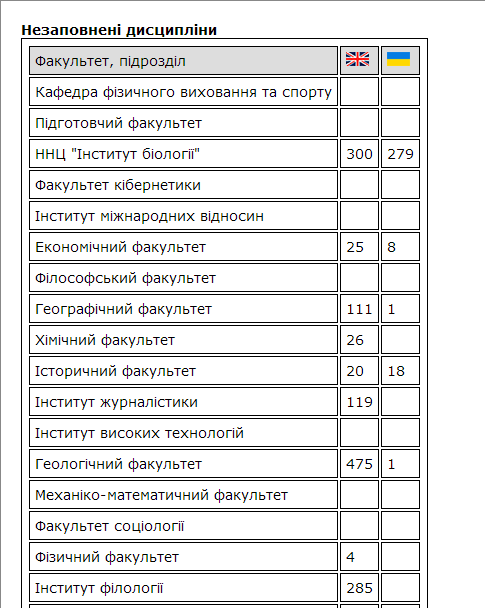 Незаповнені дисципліни
Факультет, підрозділ
Кафедра фізичного виховання та спорту
Підготовчий факультет
ННЦ "Інститут біології" 300 279
Факультет кібернетики
Інститут міжнародних відносин
Економічний факультет 25 8
Філософський факультет
Географічний факультет 111 1
Хімічний факультет 26
Історичний факультет 20 18
Інститут журналістики 119
Інститут високих технологій
Геологічний факультет 475 1
Механіко-математичний факультет
Факультет соціології
Фізичний факультет 4
Інститут філології 285